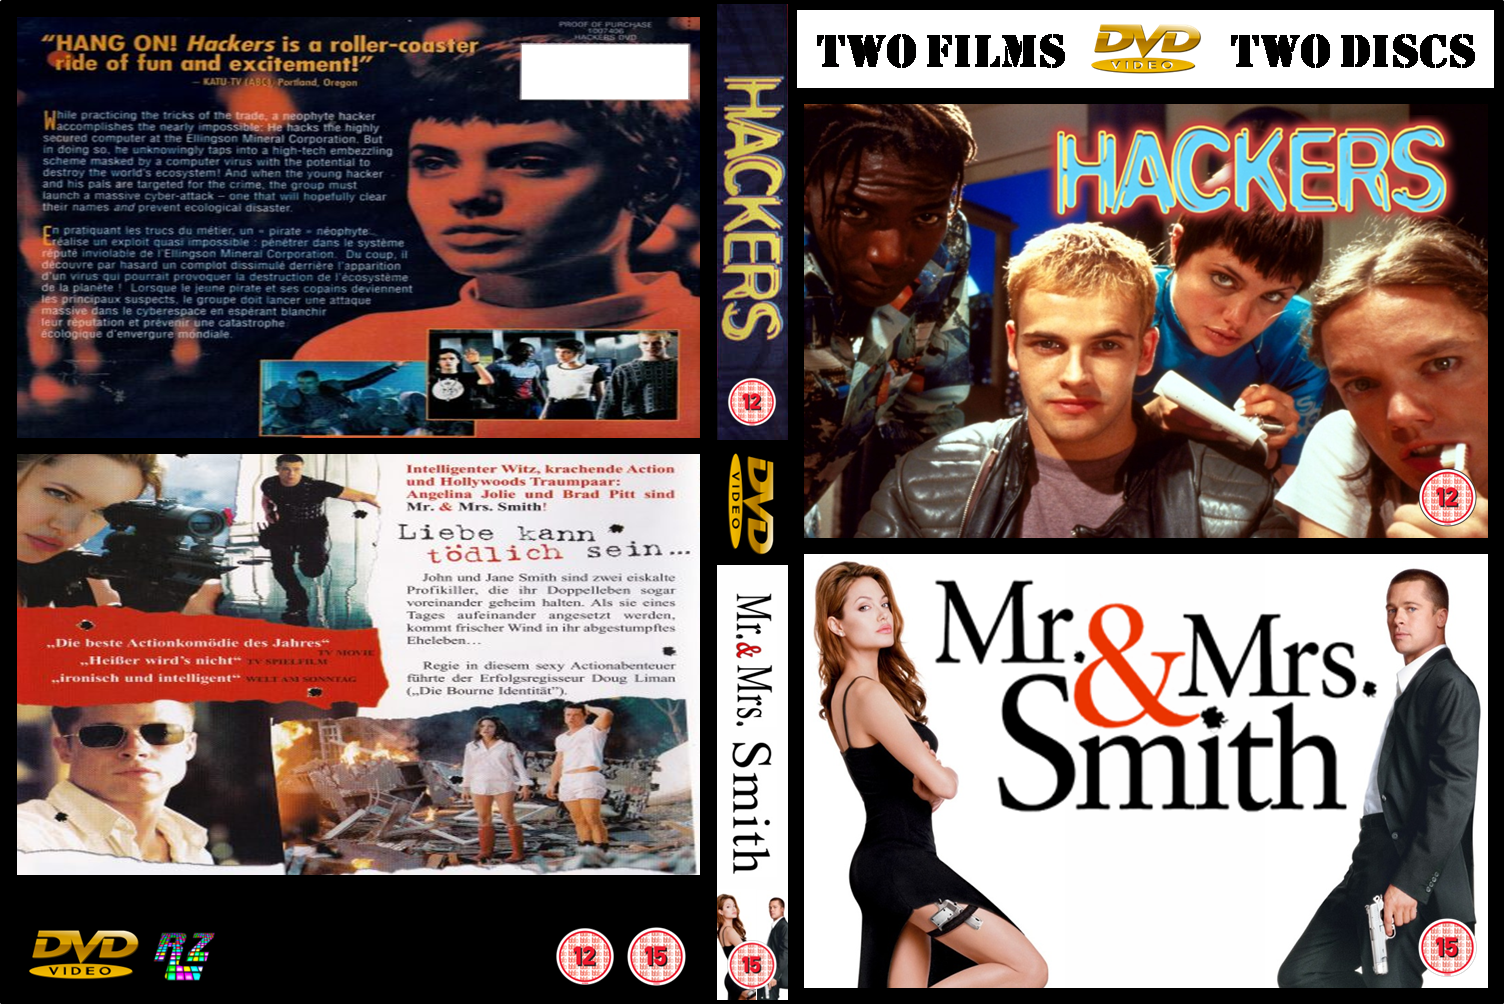 "HANG ON! Hackers is a roller-coaster
ride of fun and excitement!"
– KATU-TV (ABC), Portland, Oregon
PROOF OF PURCHASE
1007406
HACKERS DVD
While practicing the tricks of the trade, a neophyte hacker
accomplishes the nearly impossible: He hacks the highly
secured computer at the Ellingson Mineral Corporation. But
in doing so, he unknowingly taps into a high-tech embezzling
scheme masked by a computer virus with the potential to
destroy the world's ecosystem! And when the young hacker
and his pals are targeted for the crime, the group must
launch a massive cyber-attack – one that will hopefully clear
their names and prevent ecological disaster.
En pratiquant les trucs du métier, un « pirate » néophyte
réalise un exploit quasi impossible : pénétrer dans le système
réputé inviolable de l'Ellingson Mineral Corporation. Du coup, il
découvre par hasard un complot dissimulé derrière l'apparition
d'un virus qui pourrait provoquer la destruction de l'écosystème
de la planète ! Lorsque le jeune pirate et ses copains deviennent
les principaux suspects, le groupe doit lancer une attaque
massive dans le cyberespace en espérant blanchir
leur réputation et prévenir une catastrophe
écologique d'envergure mondiale.
Intelligenter Witz, krachende Action
und Hollywoods Traumpaar:
Angelina Jolie und Brad Pitt sind
Mr. & Mrs. Smith!
Liebe kann
tödlich sein...
John und Jane Smith sind zwei eiskalte
Profikiller, die ihr Doppelleben sogar
voreinander geheim halten. Als sie eines
Tages aufeinander angesetzt werden,
kommt frischer Wind in ihr abgestumpftes
Eheleben...
Regie in diesem sexy Actionabenteuer
führte der Erfolgsregisseur Doug Liman
(„Die Bourne Identität").
„Die beste Actionkomödie des Jahres"
TV MOVIE
„Heißer wird's nicht" TV SPIELFILM
„ironisch und intelligent" WELT AM SONNTAG
DVD
VIDEO
RZ
12
15
HACKERS
12
DVD
VIDEO
Mr. & Mrs. Smith
15
TWO FILMS
DVD
VIDEO
TWO DISCS
HACKERS
12
Mr. & Mrs.
Smith
15